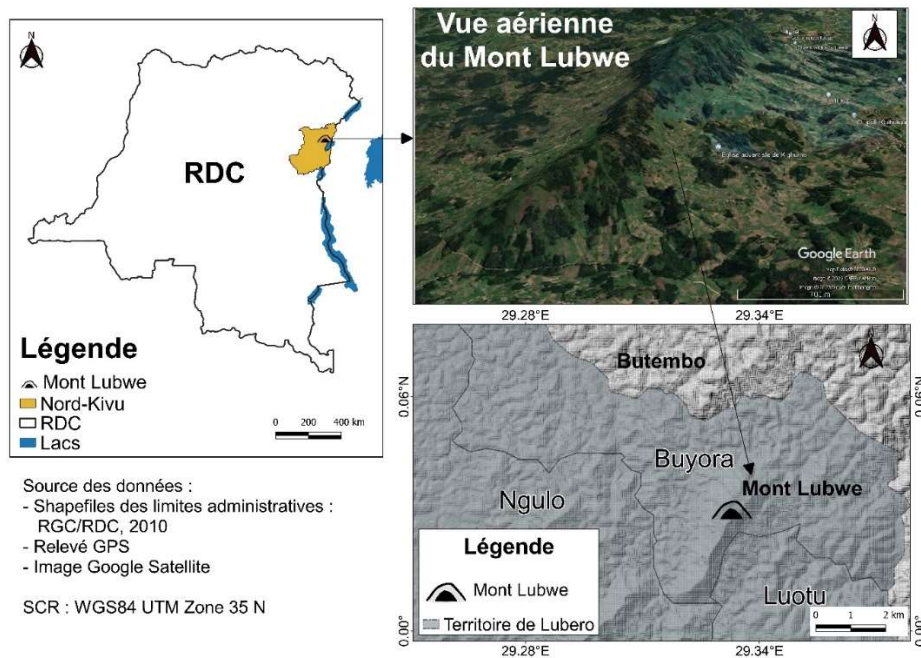 N
RDC
Légende
Mont Lubwe
Nord-Kivu
RDC
Lacs
0 200 400 km
Source des données :
- Shapefiles des limites administratives :
RGC/RDC, 2010
- Relevé GPS
- Image Google Satellite
SCR : WGS84 UTM Zone 35 N
Vue aérienne
du Mont Lubwe
N
Google Earth
29.28°E
29.34°E
0.06°N
0.06°N
N
Butembo
Buyora
Mont Lubwe
Ngulo
Luotu
Légende
Mont Lubwe
Territoire de Lubero
0 1 2 km
0.00°
0.00°
29.28°E
29.34°E